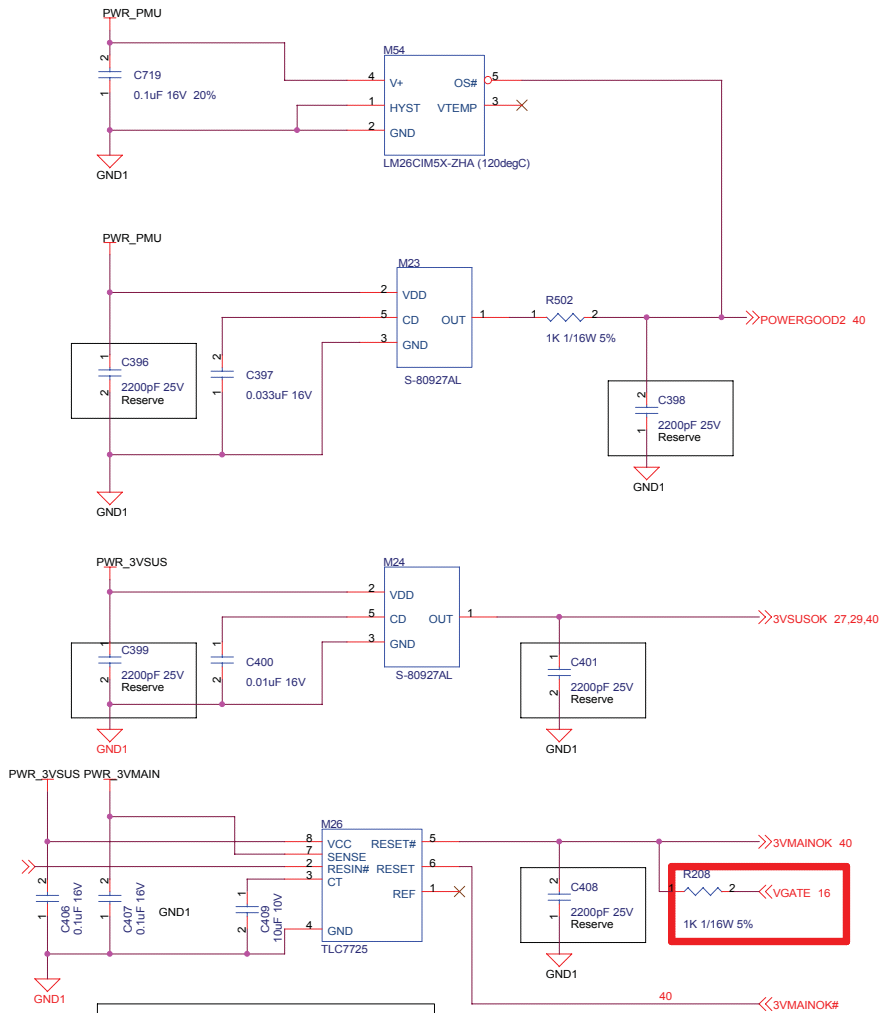 PWR_PMU
2
C719
0.1uF 16V 20%
1
GND1
M54
4 V+ OS# 5
1 HYST VTEMP 3
2 GND
LM26CIM5X-ZHA (120degC)
PWR_PMU
1
C396
2200pF 25V
2
Reserve
2
C397
0.033uF 16V
1
GND1
M23
2 VDD
5 CD OUT 1
3 GND
S-80927AL
R502
1 2
1K 1/16W 5%
POWERGOOD2 40
2
C398
2200pF 25V
1
Reserve
GND1
PWR_3VSUS
1
C399
2200pF 25V
2
Reserve
1
C400
0.01uF 16V
2
GND1
M24
2 VDD
5 CD OUT 1
3 GND
S-80927AL
3VSUSOK 27,29,40
1
C401
2200pF 25V
2
Reserve
GND1
PWR_3VSUS PWR_3VMAIN
2
1
C406
0.1uF 16V
2
1
C407
0.1uF 16V
GND1
GND1
1
2
C409
10uF 10V
M26
8 VCC RESET# 5
7 SENSE
2 RESIN# RESET 6
3 CT
REF 1
4 GND
TLC7725
3VMAINOK 40
2
C408
2200pF 25V
1
Reserve
GND1
R208
1 2
VGATE 16
1K 1/16W 5%
40
3VMAINOK#